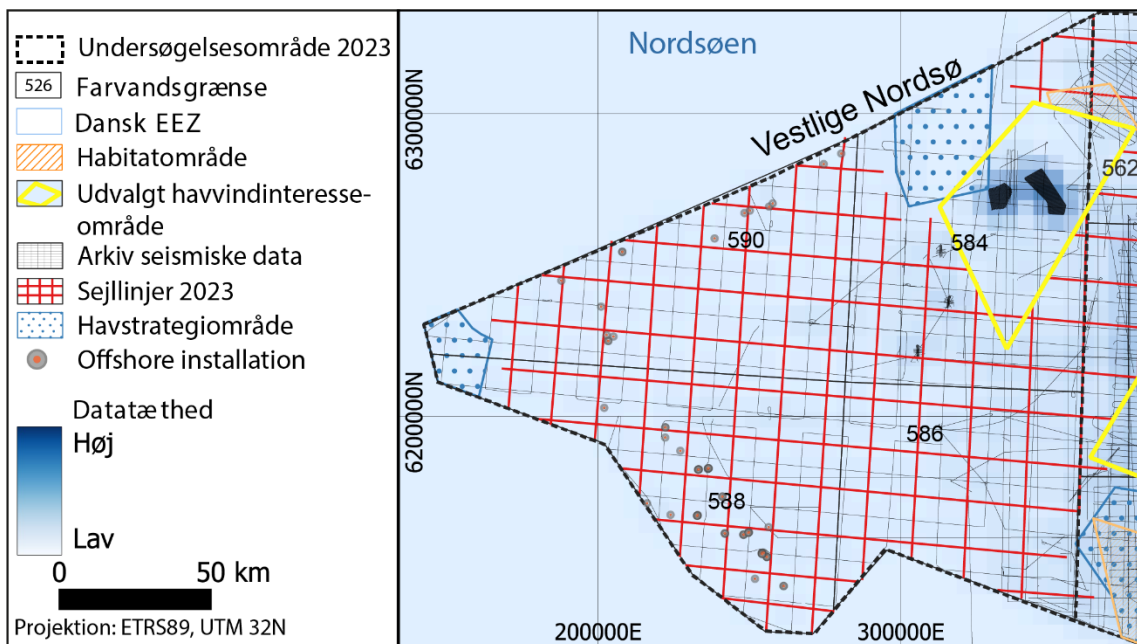 Undersøgelsesområde 2023
526
Farvandsgrænse
Dansk EEZ
Habitatområde
Udvalgt havvindinteresse-
område
Arkiv seismiske data
Sejllinjer 2023
Havstrategiområde
Offshore installation
Datatæthed
Høj
Lav
0
50 km
Projektion: ETRS89, UTM 32N
Nordsøen
Vestlige Nordsø
6300000N
6200000N
562
590
584
586
588
200000E
300000E